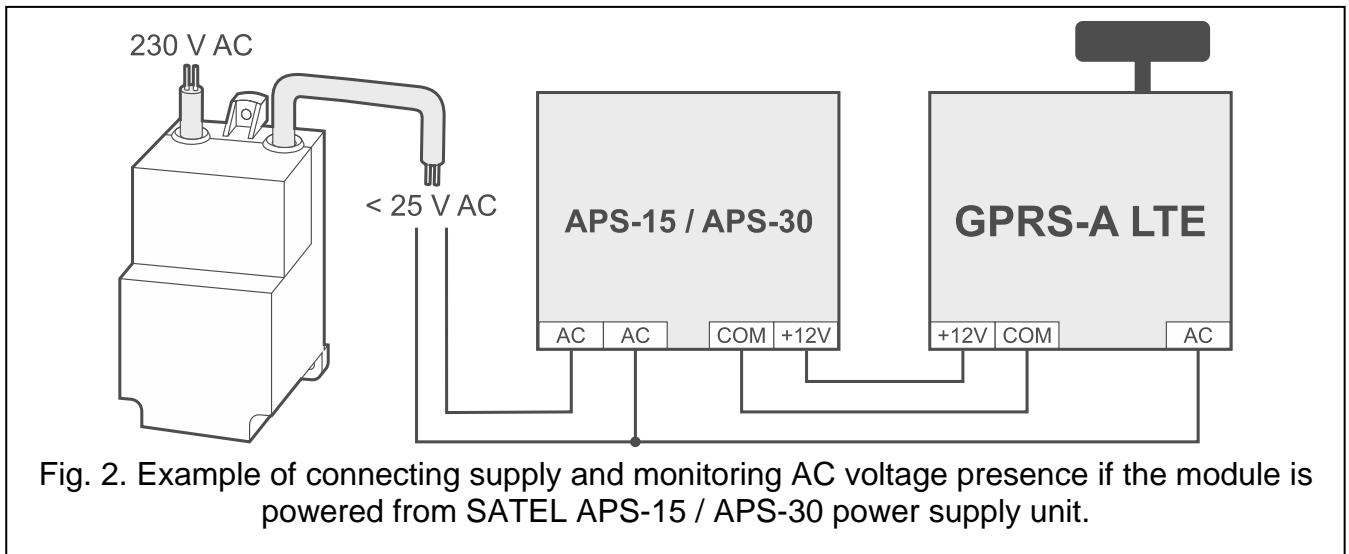 230 V AC
< 25 V AC
APS-15 / APS-30
AC AC COM +12V
GPRS-A LTE
+12V COM AC
Fig. 2. Example of connecting supply and monitoring AC voltage presence if the module is
powered from SATEL APS-15 / APS-30 power supply unit.